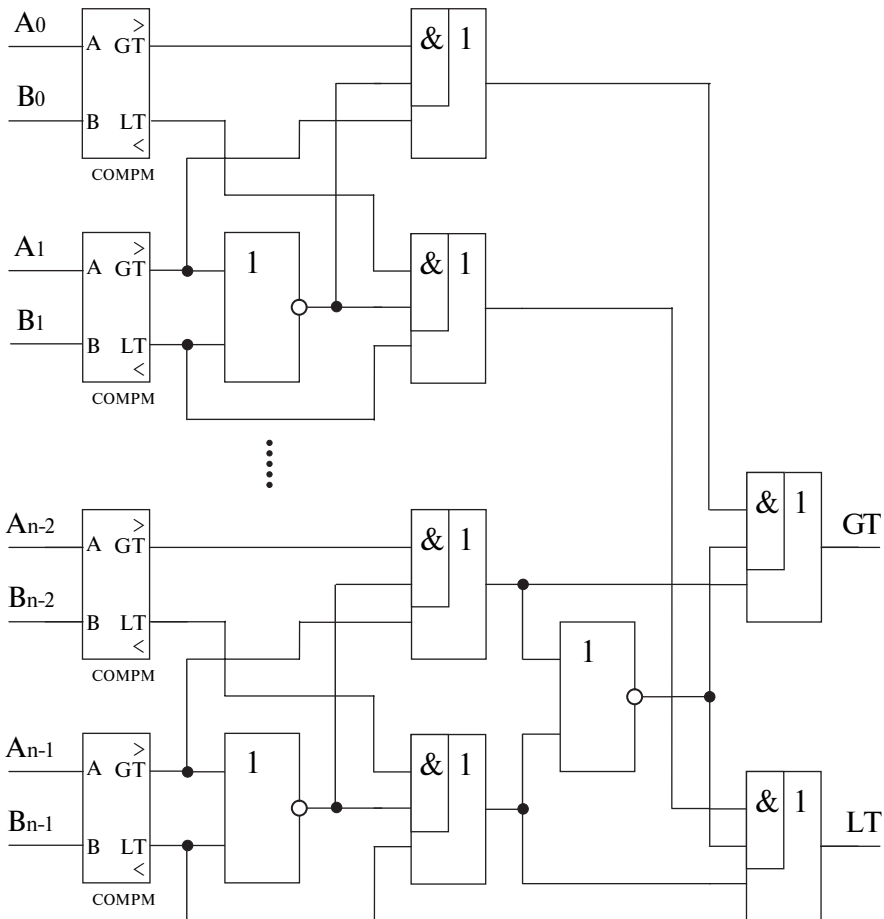 A0
>
A GT
& 1
B0
B LT
<
COMPM
A1
>
A GT
1
& 1
B1
B LT
<
COMPM
An-2
>
A GT
& 1
& 1
GT
Bn-2
B LT
<
1
COMPM
An-1
>
A GT
1
& 1
& 1
Bn-1
B LT
LT
<
COMPM